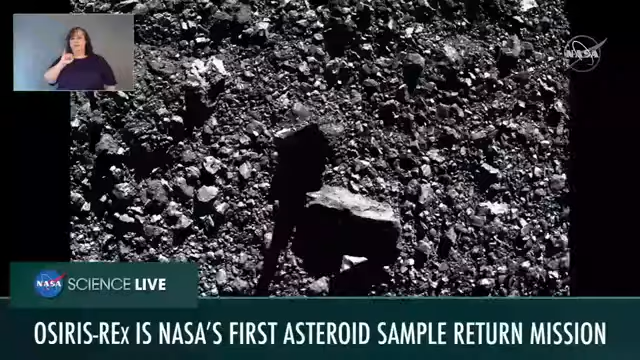 NASA
NASA
SCIENCE LIVE
OSIRIS-REx IS NASA'S FIRST ASTEROID SAMPLE RETURN MISSION